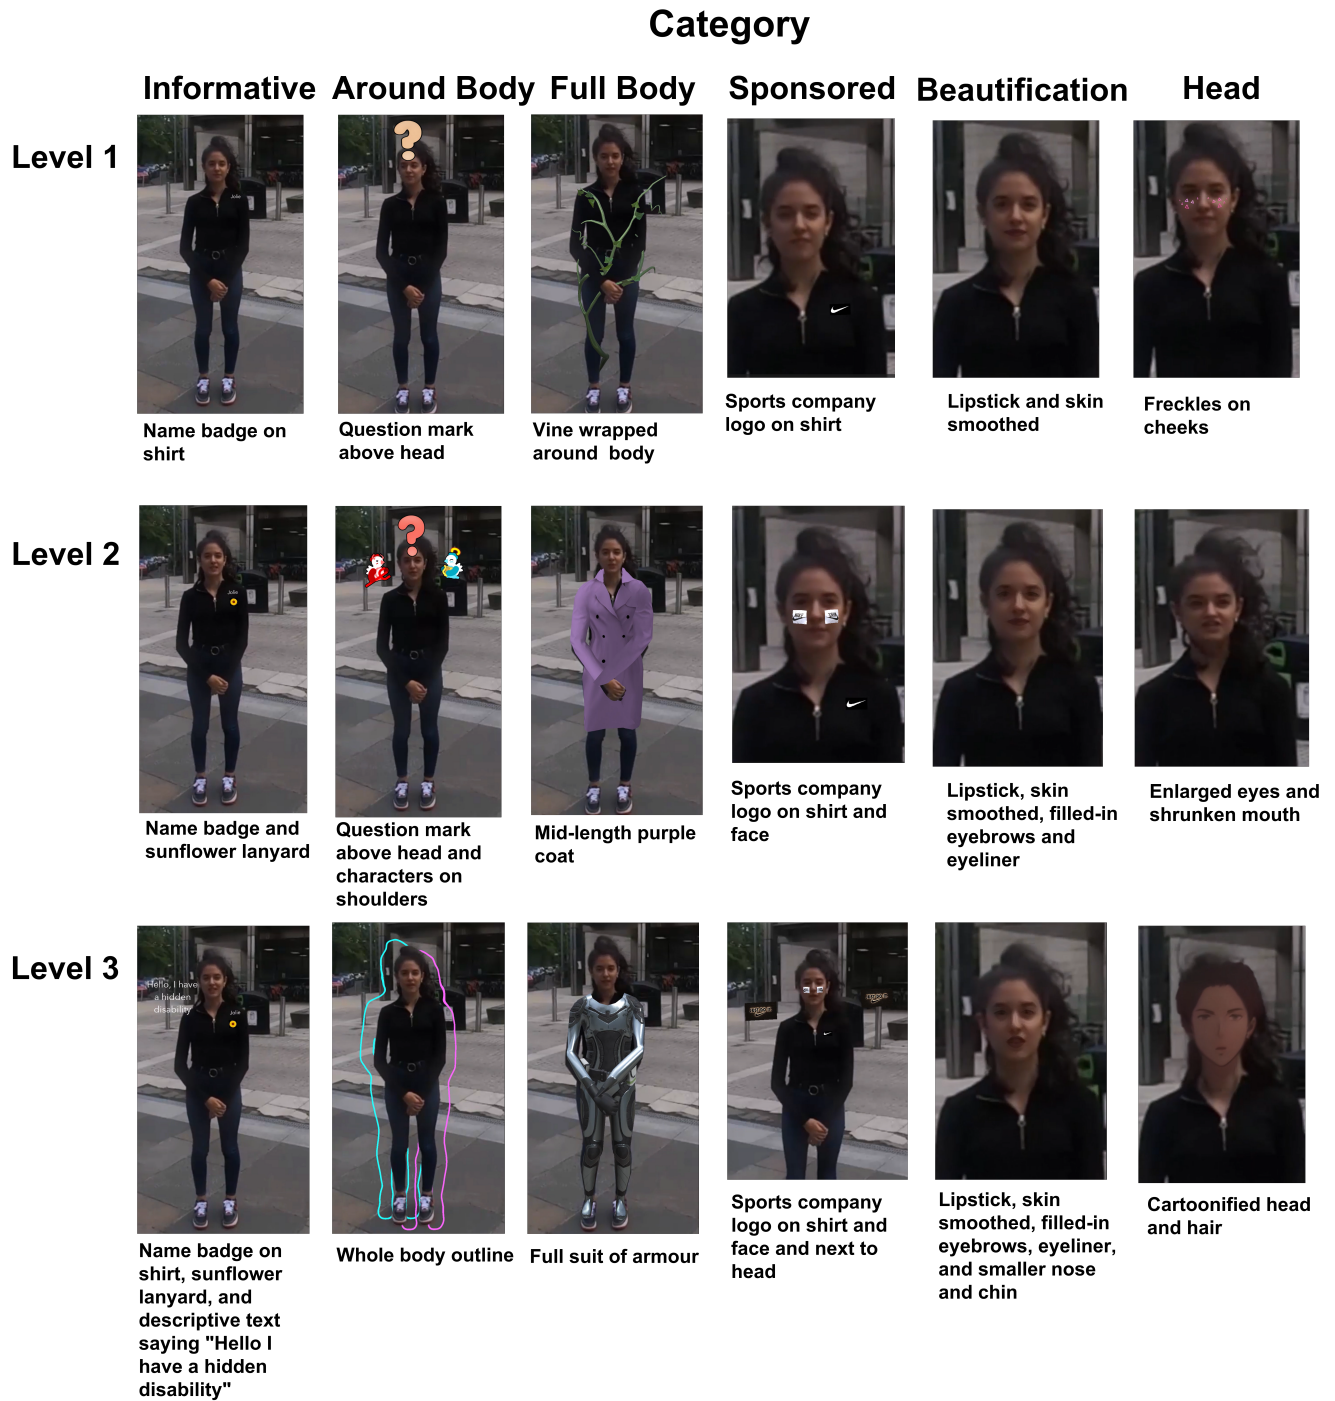 Category
Informative Around Body Full Body Sponsored Beautification Head
Level 1
Jolie
?
?
Name badge on
shirt
Question mark
above head
Vine wrapped
around body
Sports company
logo on shirt
Lipstick and skin
smoothed
Freckles on
cheeks
Level 2
Jolie
Name badge and
sunflower lanyard
Question mark
above head and
characters on
shoulders
Mid-length purple
coat
Sports company
logo on shirt and
face
Lipstick, skin
smoothed, filled-in
eyebrows and
eyeliner
Enlarged eyes and
shrunken mouth
Level 3
Hello, I have
a hidden
disability
Jolie
Name badge on
shirt, sunflower
lanyard, and
descriptive text
saying "Hello I
have a hidden
disability"
Whole body outline
Full suit of armour
Sports company
logo on shirt and
face and next to
head
Lipstick, skin
smoothed, filled-in
eyebrows, eyeliner,
and smaller nose
and chin
Cartoonified head
and hair